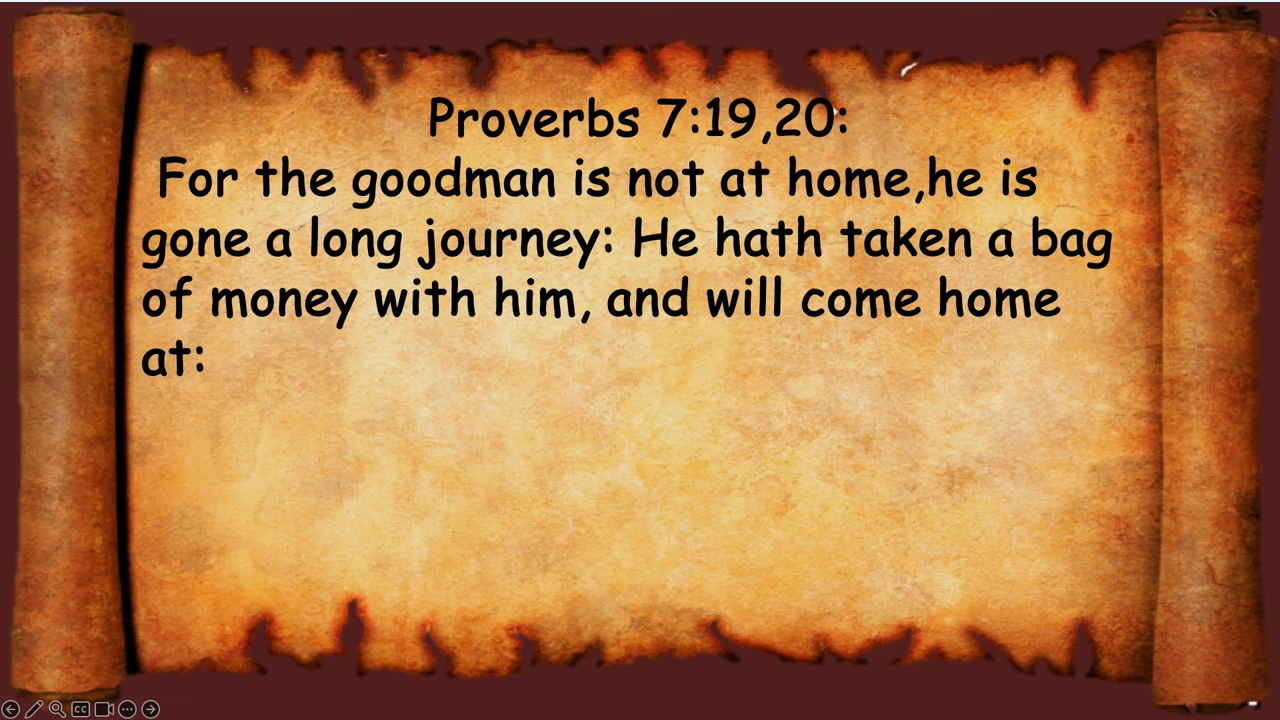 Proverbs 7:19,20:
For the goodman is not at home,he is
gone a long journey: He hath taken a bag
of money with him, and will come home
at:
CC